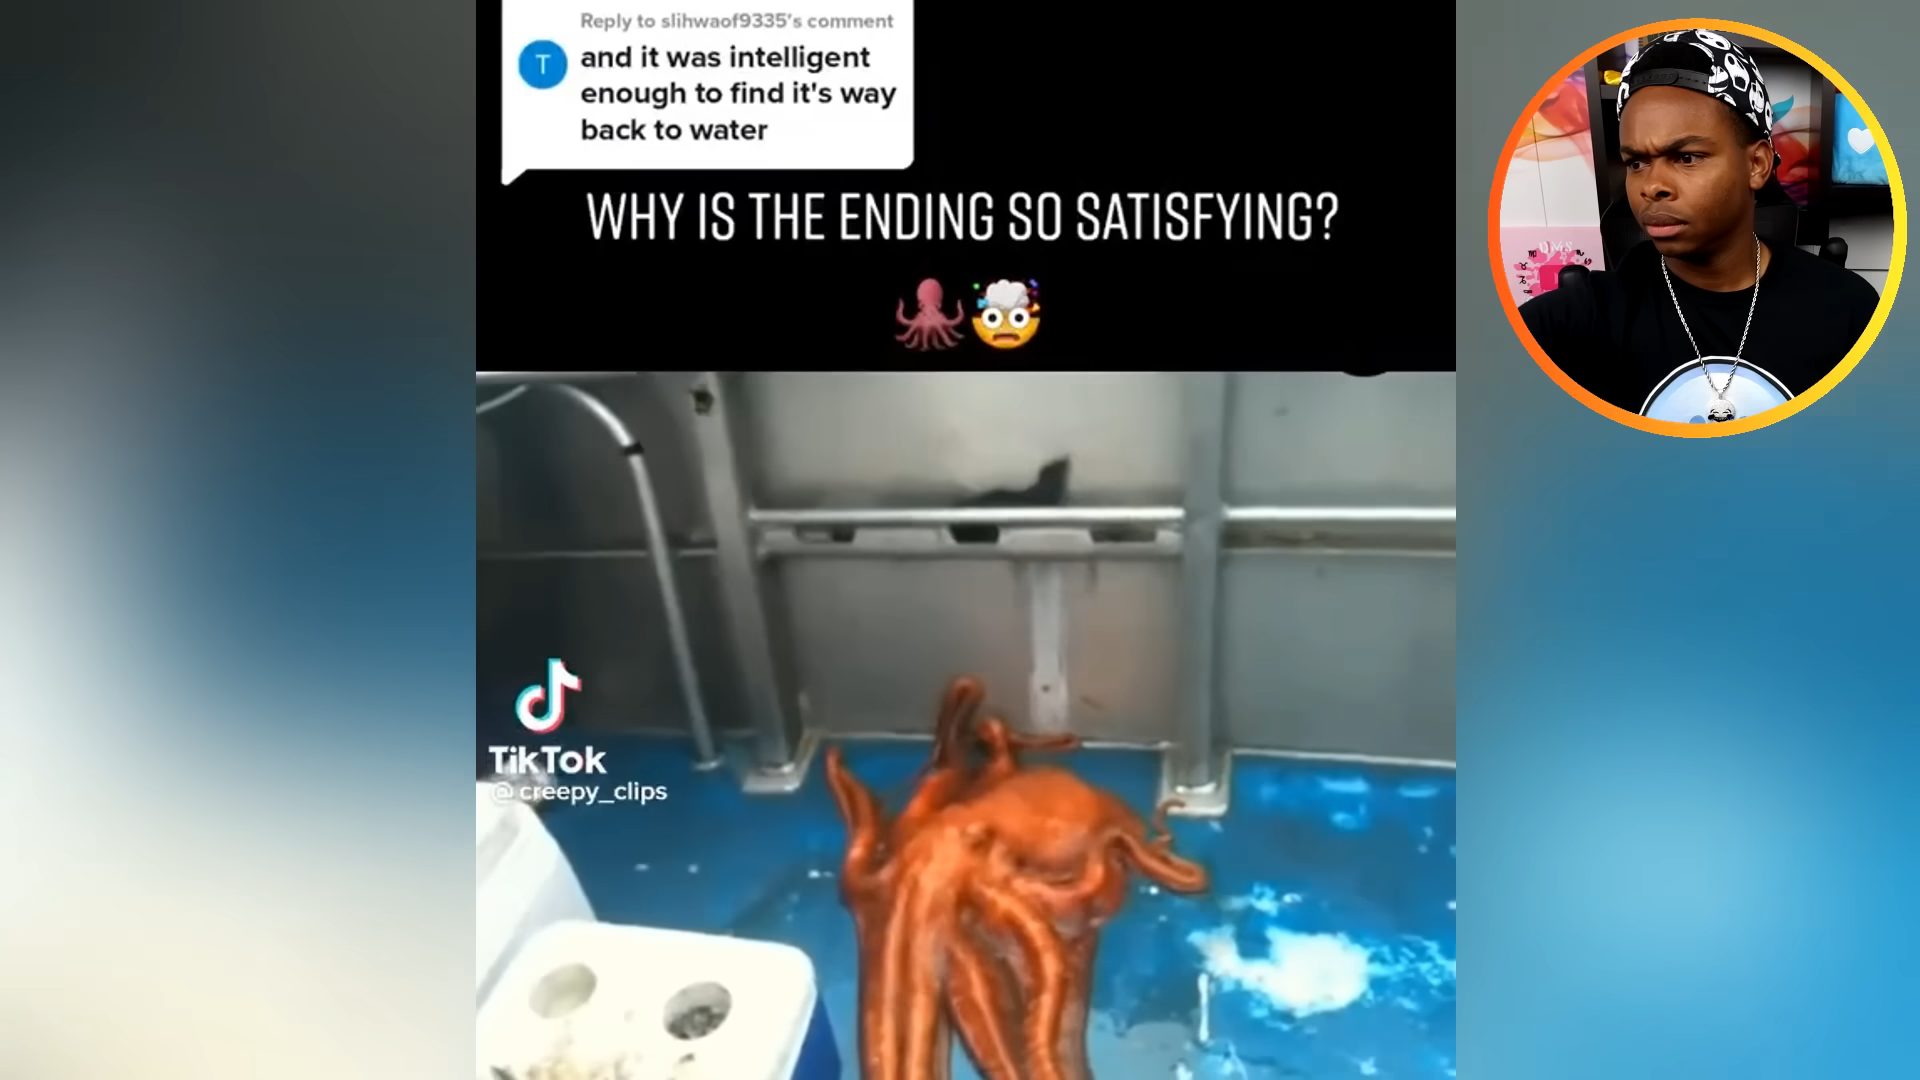 Reply to slihwaof9335's comment
T
and it was intelligent
enough to find it's way
back to water
WHY IS THE ENDING SO SATISFYING?
TikTok
@creepy_clips